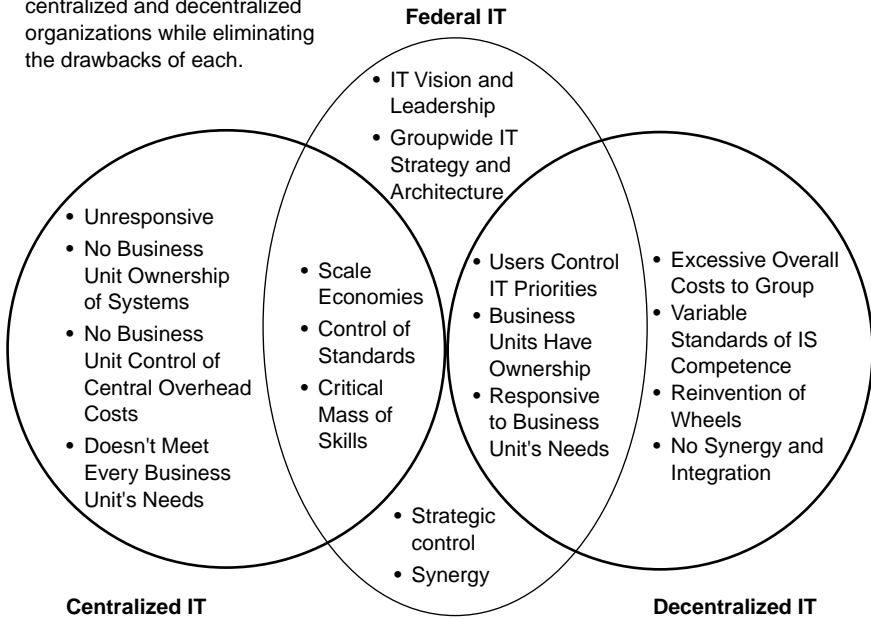 centralized and decentralized
organizations while eliminating
the drawbacks of each.
Federal IT
• IT Vision and
Leadership
• Groupwide IT
Strategy and
Architecture
• Unresponsive
• No Business
Unit Ownership
of Systems
• No Business
Unit Control of
Central Overhead
Costs
• Doesn't Meet
Every Business
Unit's Needs
• Scale
Economies
• Control of
Standards
• Critical
Mass of
Skills
• Users Control
IT Priorities
• Business
Units Have
Ownership
• Responsive
to Business
Unit's Needs
• Excessive Overall
Costs to Group
• Variable
Standards of IS
Competence
• Reinvention of
Wheels
• No Synergy and
Integration
• Strategic
control
• Synergy
Centralized IT
Decentralized IT